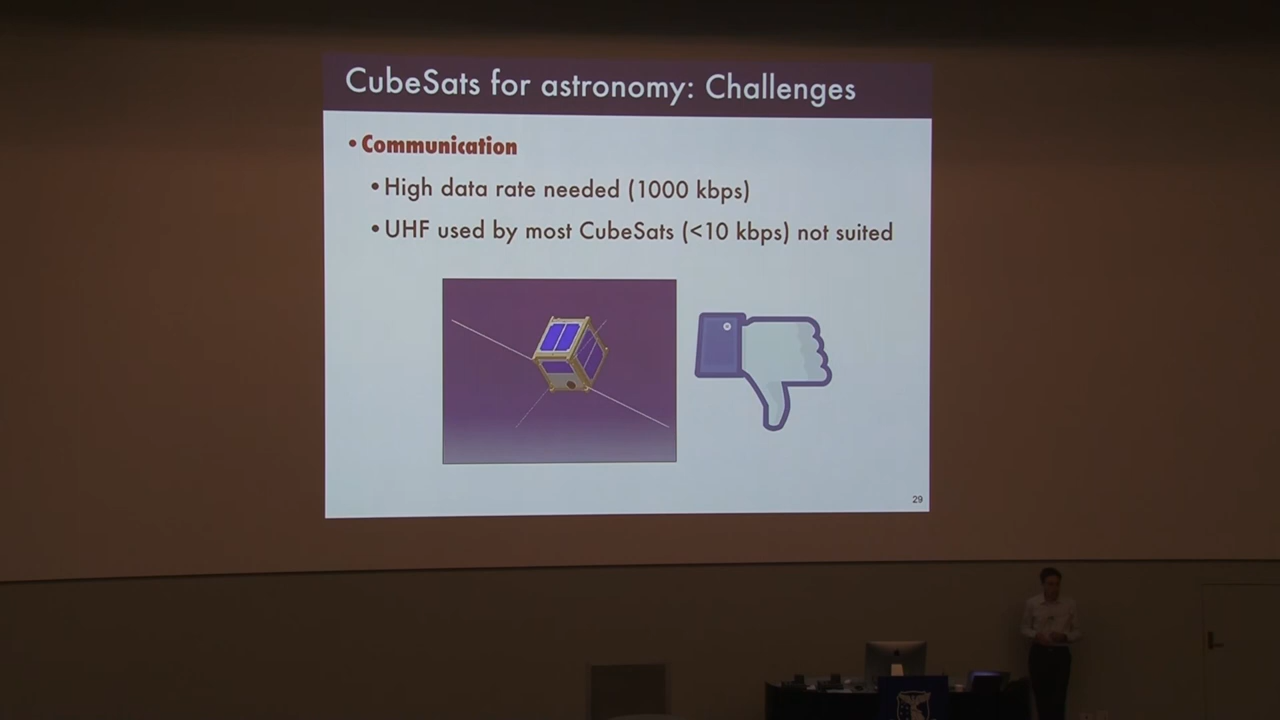 CubeSats for astronomy: Challenges
• Communication
• High data rate needed (1000 kbps)
• UHF used by most CubeSats (<10 kbps) not suited
29